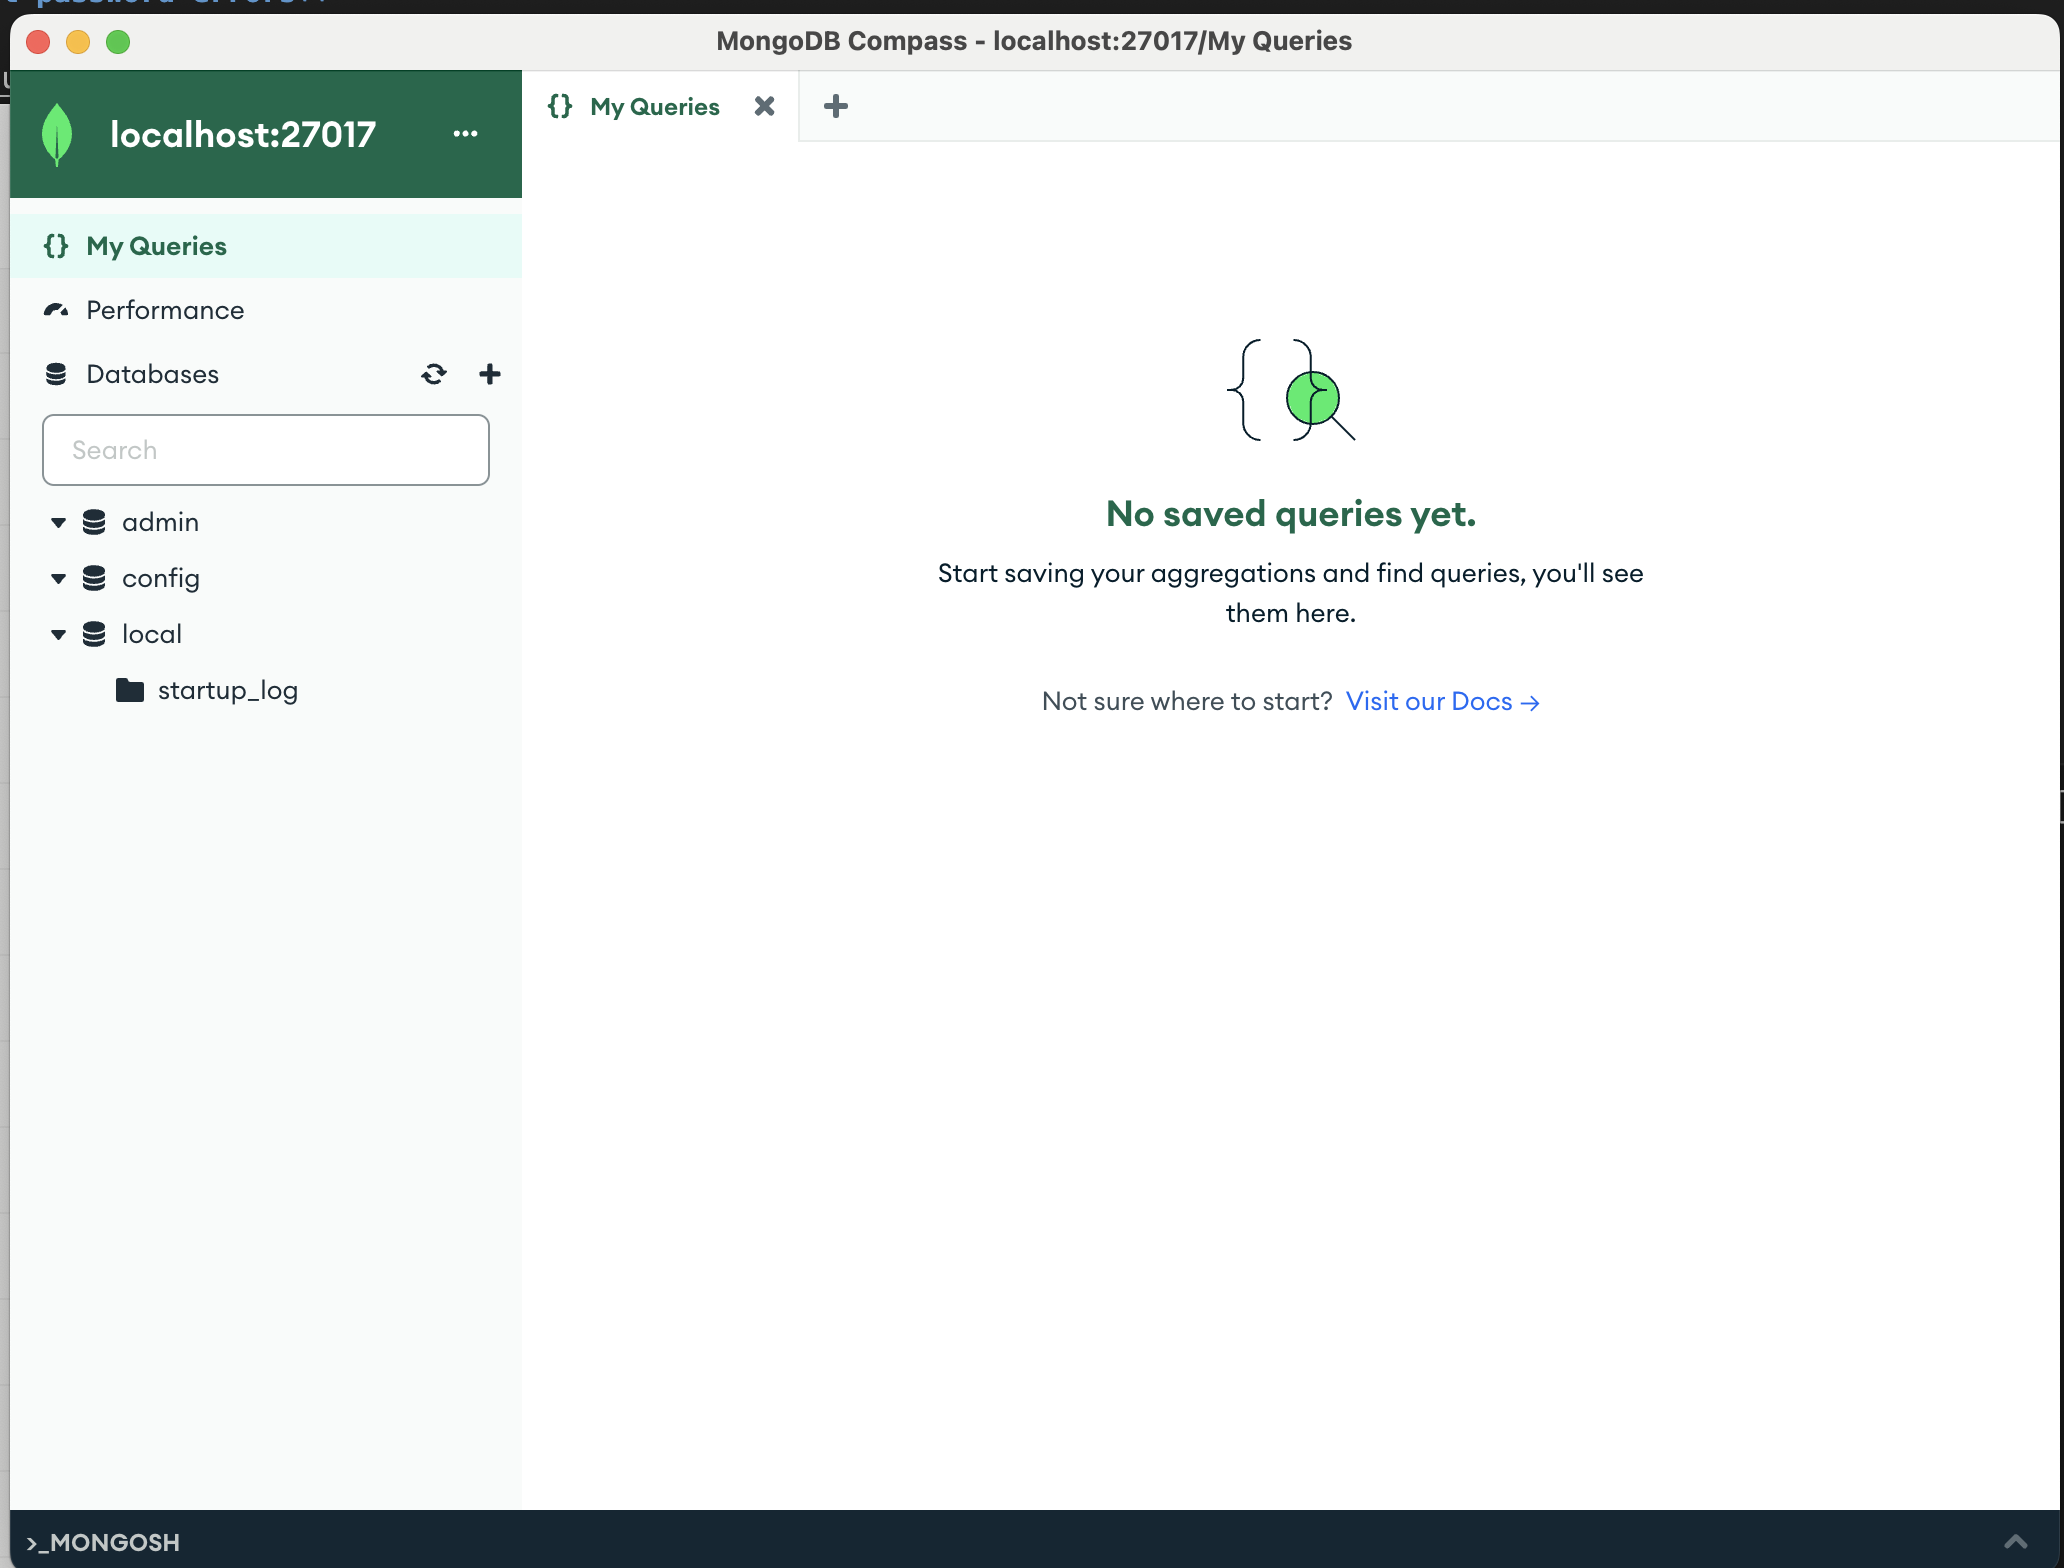 MongoDB Compass - localhost:27017/My Queries
localhost:27017
{} My Queries
My Queries
Performance
Databases
Search
admin
config
local
startup_log
No saved queries yet.
Start saving your aggregations and find queries, you'll see
them here.
Not sure where to start? Visit our Docs →
>_MONGOSH